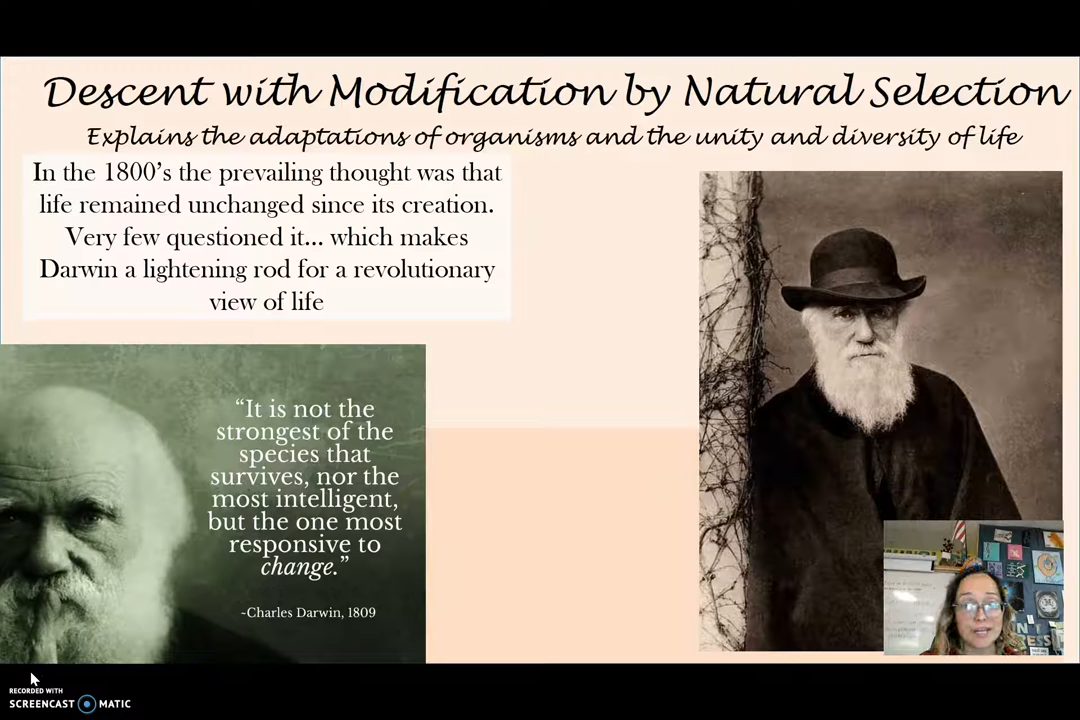 Descent with Modification by Natural Selection
Explains the adaptations of organisms and the unity and diversity of life
In the 1800's the prevailing thought was that
life remained unchanged since its creation.
Very few questioned it... which makes
Darwin a lightening rod for a revolutionary
view of life
“It is not the
strongest of the
species that
survives, nor the
most intelligent,
but the one most
responsive to
change.”
~Charles Darwin, 1809
RECORDED WITH
SCREENCAST MATIC